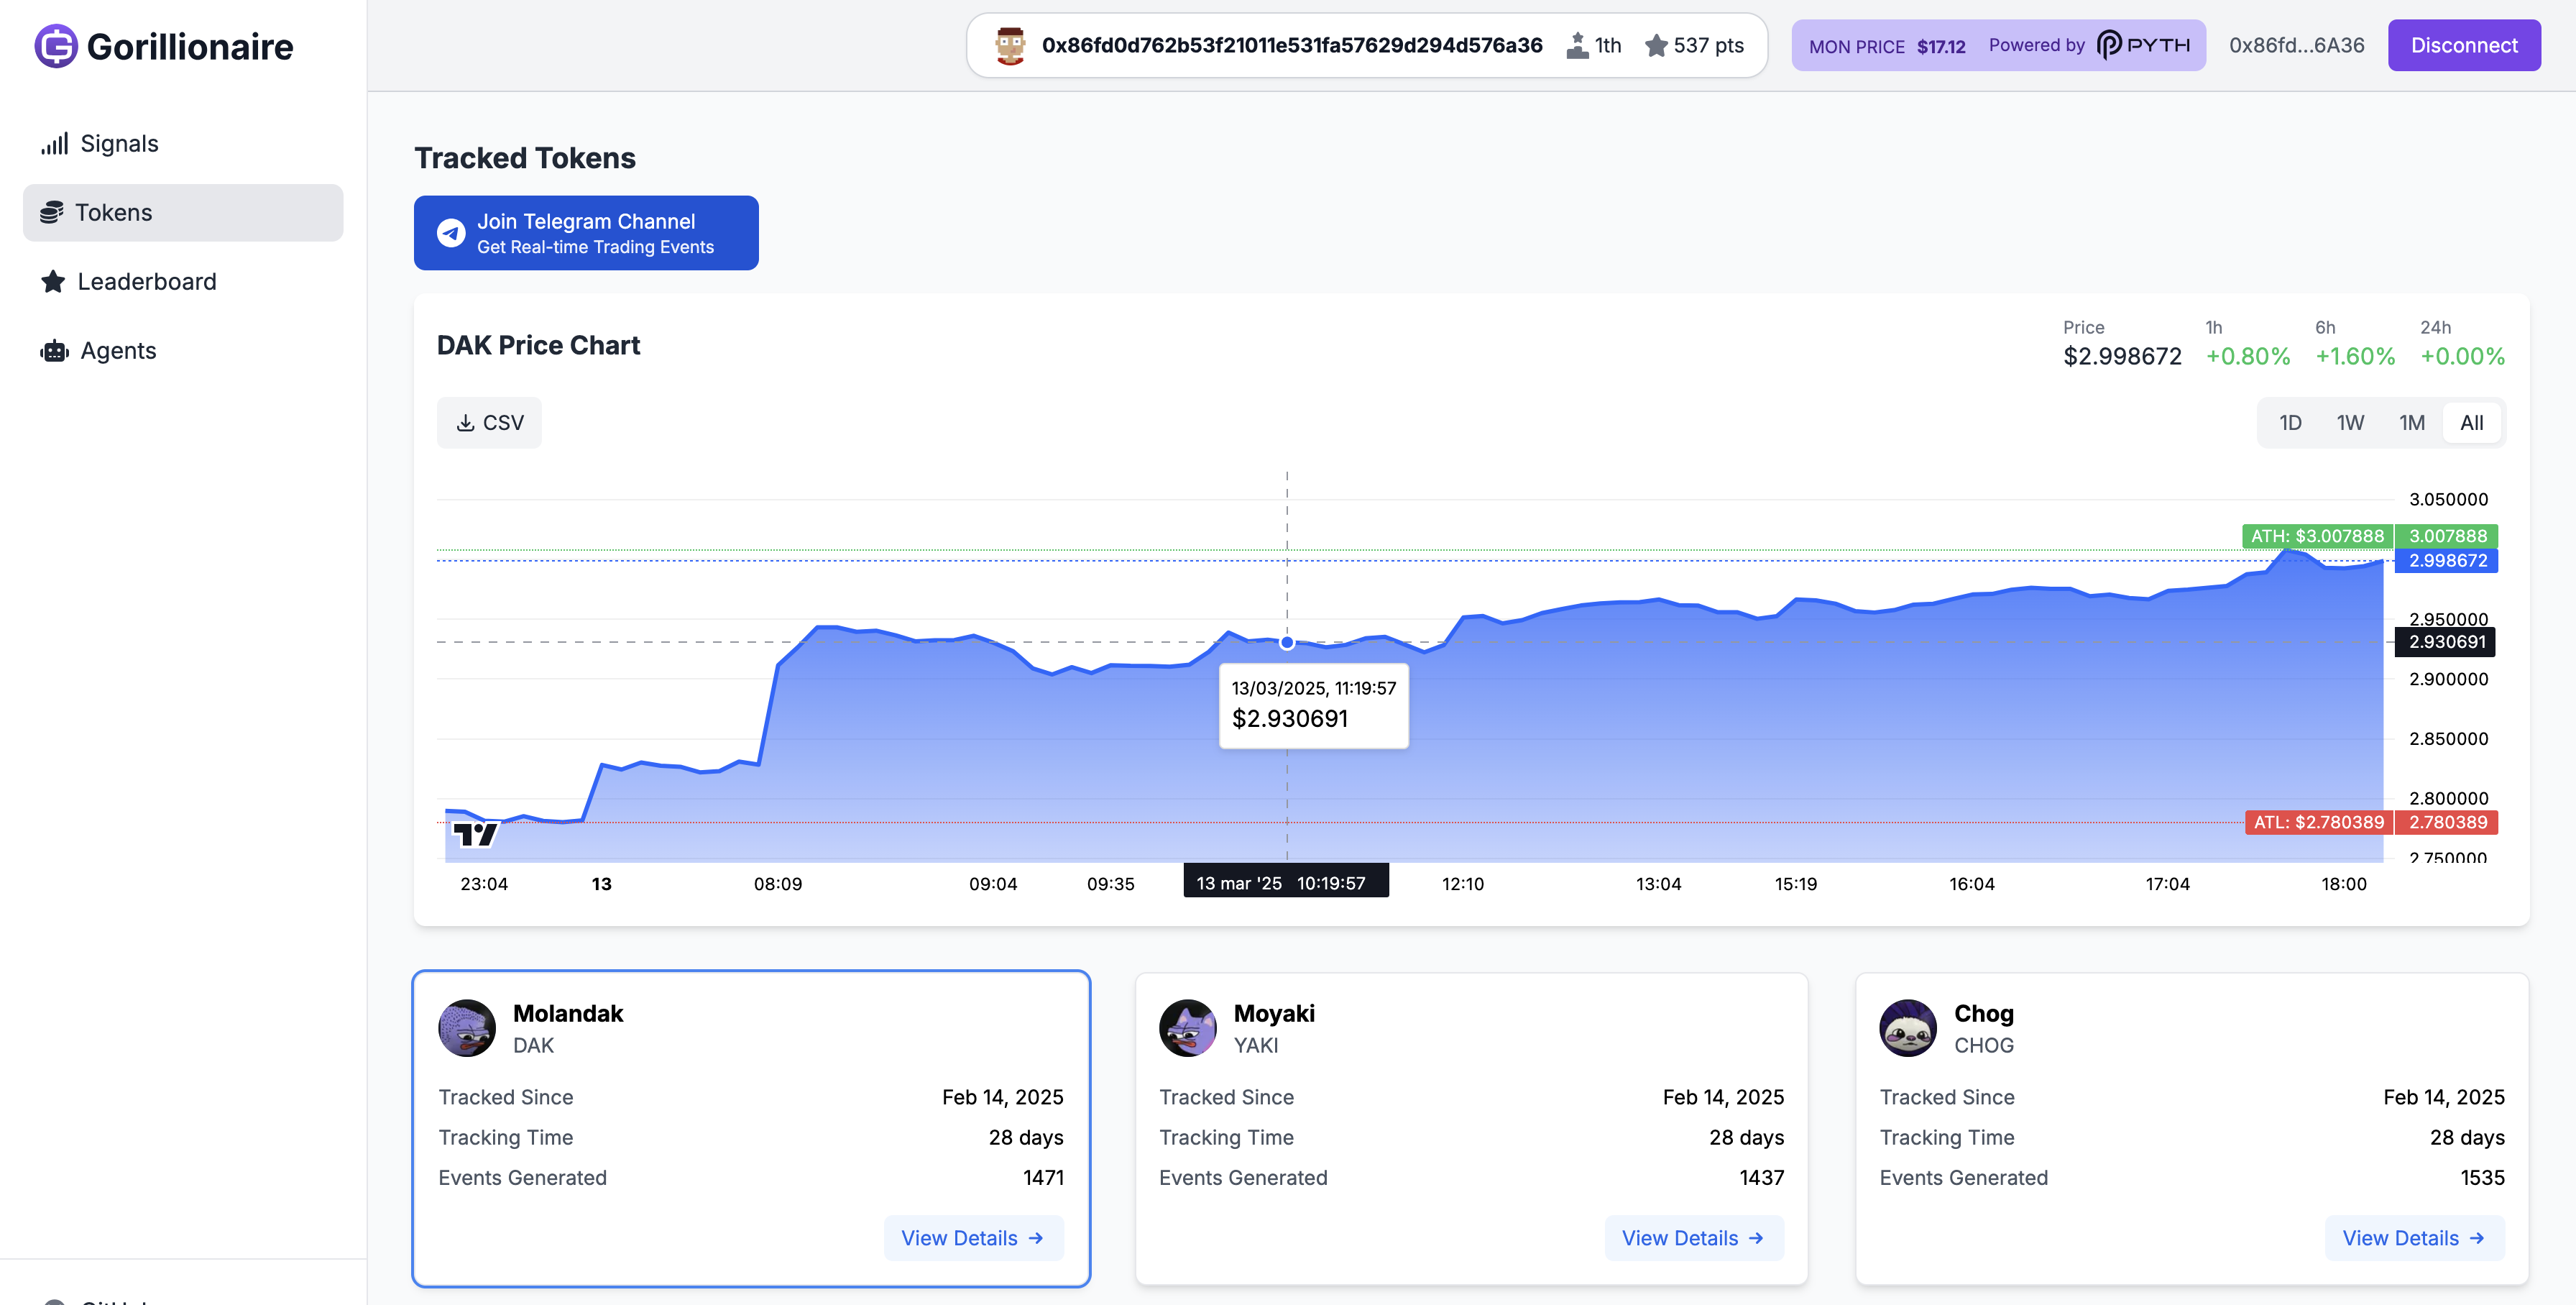 Gorillionaire
0x86fd0d762b53f21011e531fa57629d294d576a36 1th 537 pts
MON PRICE $17.12 Powered by PYTH
0x86fd...6A36
Disconnect
Signals
Tokens
Leaderboard
Agents
Tracked Tokens
Join Telegram Channel
Get Real-time Trading Events
DAK Price Chart
Price 1h 6h 24h
$2.998672 +0.80% +1.60% +0.00%
CSV
1D 1W 1M All
3.050000
ATH: $3.007888 3.007888
2.998672
2.950000
2.930691
2.900000
2.850000
2.800000
ATL: $2.780389 2.780389
2.750000
13/03/2025, 11:19:57
$2.930691
23:04 13 08:09 09:04 09:35 13 mar '25 10:19:57 12:10 13:04 15:19 16:04 17:04 18:00
Molandak
DAK
Tracked Since Feb 14, 2025
Tracking Time 28 days
Events Generated 1471
View Details →
Moyaki
YAKI
Tracked Since Feb 14, 2025
Tracking Time 28 days
Events Generated 1437
View Details →
Chog
CHOG
Tracked Since Feb 14, 2025
Tracking Time 28 days
Events Generated 1535
View Details →